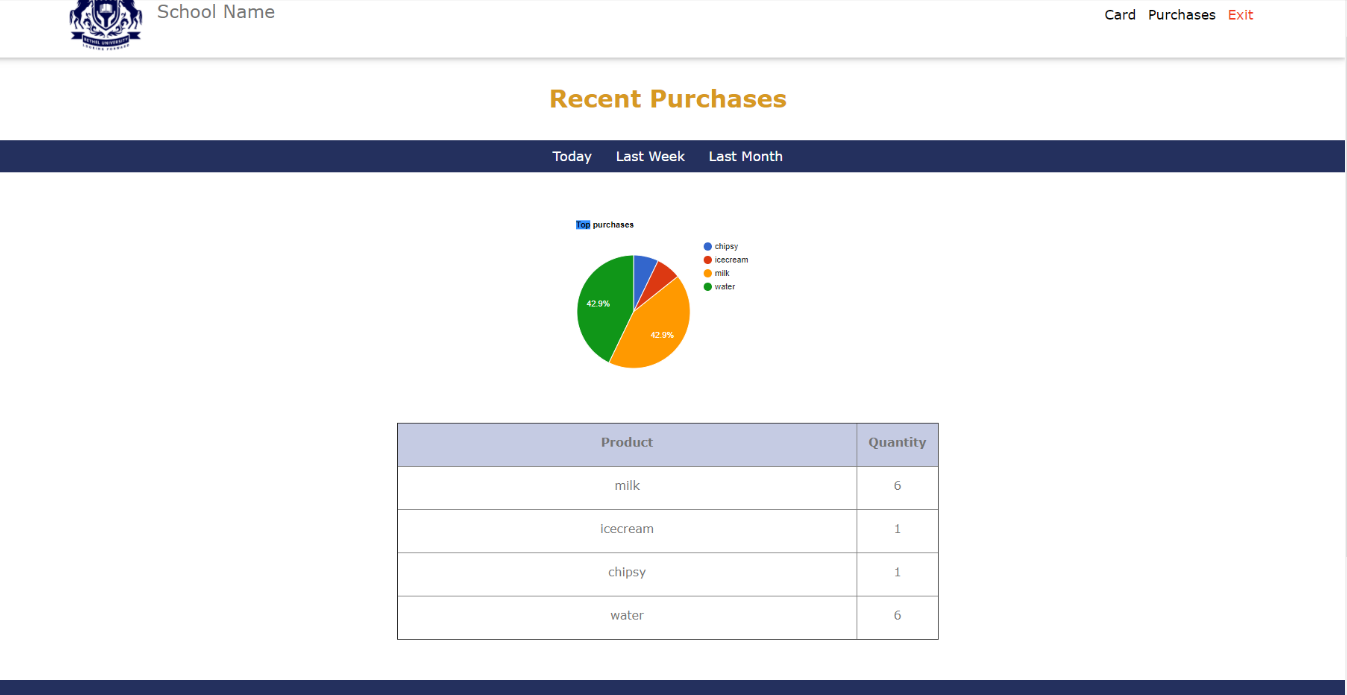 School Name
Card Purchases Exit
Recent Purchases
Today Last Week Last Month
Top purchases
chipsy
icecream
milk
water
42.9%
42.9%
Product Quantity
milk 6
icecream 1
chipsy 1
water 6